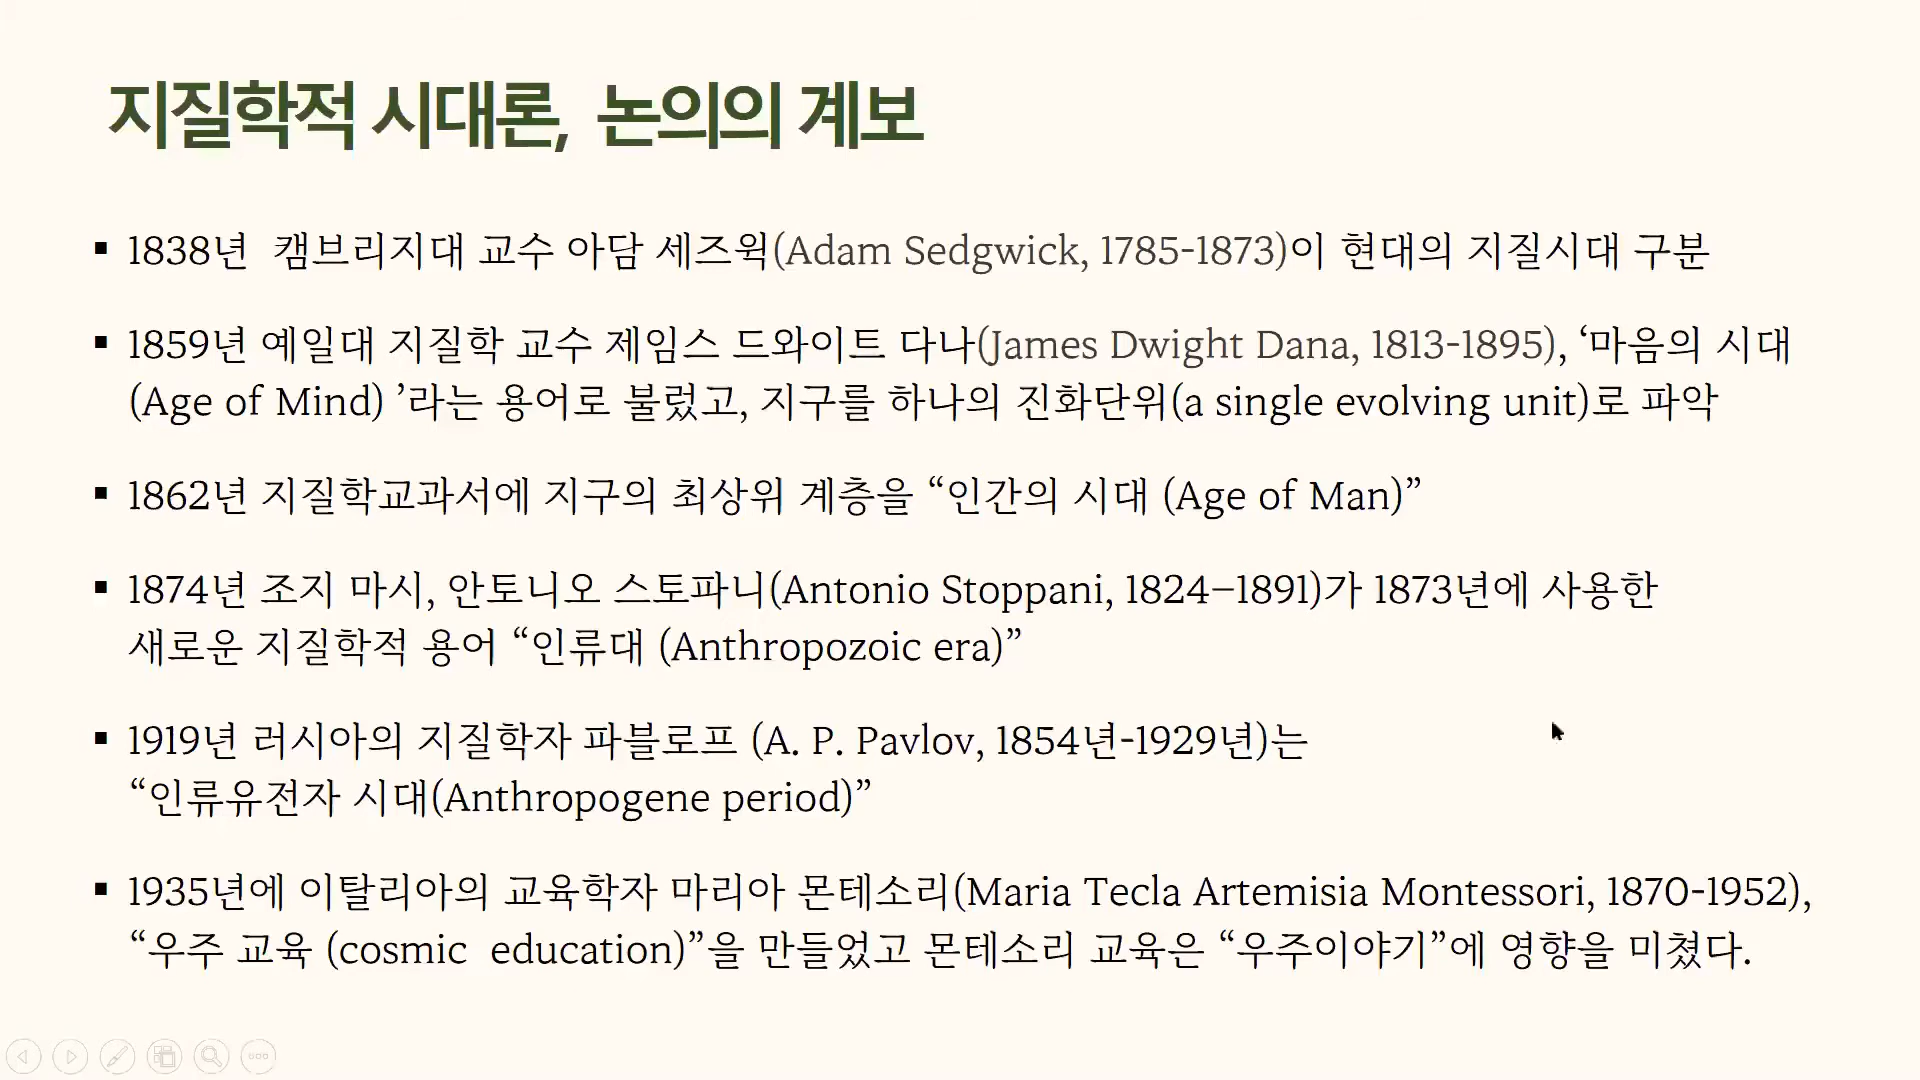 지질학적 시대론, 논의의 계보
▪ 1838년 캠브리지대 교수 아담 세즈윅(Adam Sedgwick, 1785-1873)이 현대의 지질시대 구분
▪ 1859년 예일대 지질학 교수 제임스 드와이트 다나(James Dwight Dana, 1813-1895), ‘마음의 시대
(Age of Mind) ’라는 용어로 불렀고, 지구를 하나의 진화단위(a single evolving unit)로 파악
▪ 1862년 지질학교과서에 지구의 최상위 계층을 “인간의 시대 (Age of Man)”
▪ 1874년 조지 마시, 안토니오 스토파니(Antonio Stoppani, 1824–1891)가 1873년에 사용한
새로운 지질학적 용어 “인류대 (Anthropozoic era)”
▪ 1919년 러시아의 지질학자 파블로프 (A. P. Pavlov, 1854년-1929년)는
“인류유전자 시대(Anthropogene period)”
▪ 1935년에 이탈리아의 교육학자 마리아 몬테소리(Maria Tecla Artemisia Montessori, 1870-1952),
“우주 교육 (cosmic education)”을 만들었고 몬테소리 교육은 “우주이야기”에 영향을 미쳤다.